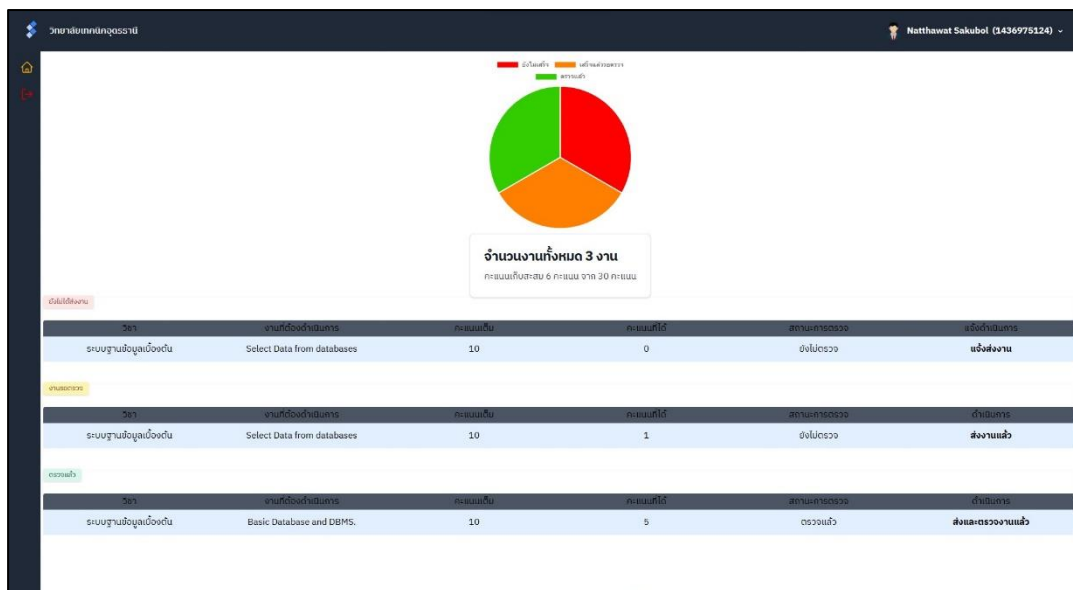 วิทยาลัยเทคนิคอุดรธานี
Natthawat Sakubol (1436975124)
ยังไม่เสร็จ เสร็จแล้วรอตรวจ
ตรวจแล้ว
จำนวนงานทั้งหมด 3 งาน
คะแนนเก็บสะสม 6 คะแนน จาก 30 คะแนน
ยังไม่ได้ส่งงาน
วิชา งานที่ต้องดำเนินการ คะแนนเต็ม คะแนนที่ได้ สถานะการตรวจ แจ้งดำเนินการ
ระบบฐานข้อมูลเบื้องต้น Select Data from databases 10 0 ยังไม่ตรวจ แจ้งส่งงาน
งานรอตรวจ
วิชา งานที่ต้องดำเนินการ คะแนนเต็ม คะแนนที่ได้ สถานะการตรวจ ดำเนินการ
ระบบฐานข้อมูลเบื้องต้น Select Data from databases 10 1 ยังไม่ตรวจ ส่งงานแล้ว
ตรวจแล้ว
วิชา งานที่ต้องดำเนินการ คะแนนเต็ม คะแนนที่ได้ สถานะการตรวจ ดำเนินการ
ระบบฐานข้อมูลเบื้องต้น Basic Database and DBMS. 10 5 ตรวจแล้ว ส่งและตรวจงานแล้ว